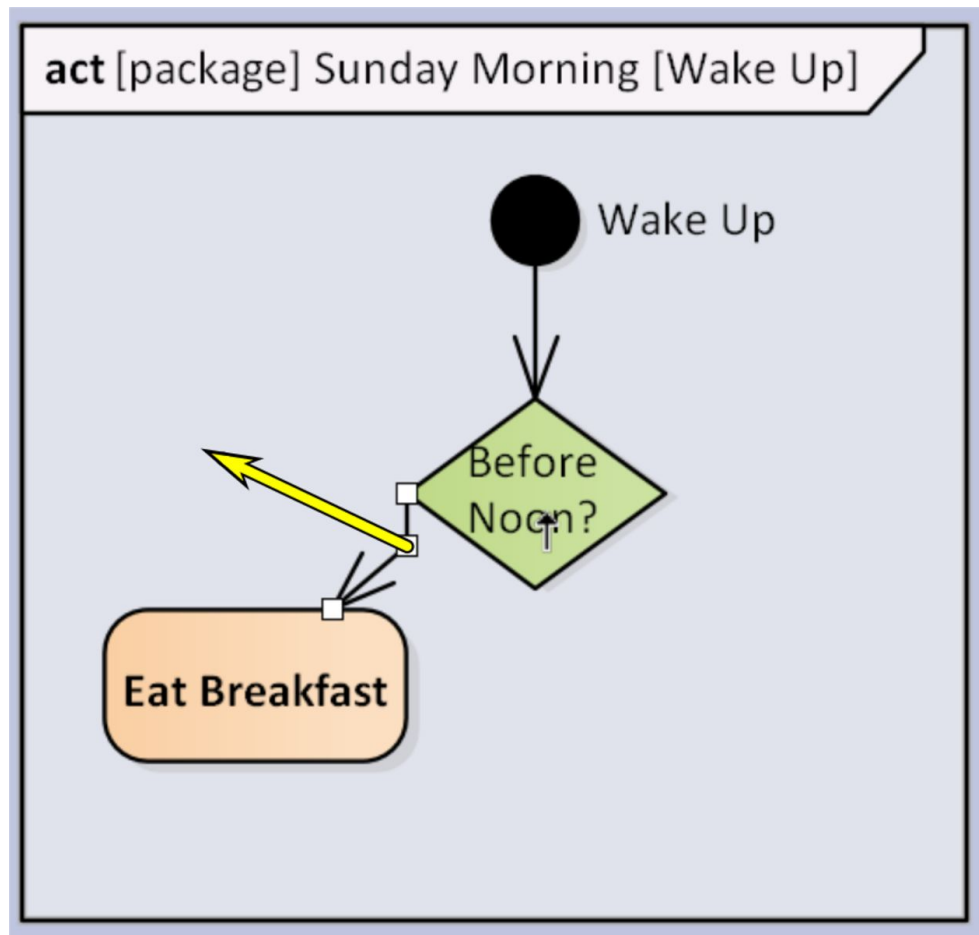 act [package] Sunday Morning [Wake Up]
Wake Up
Before
Noon?
Eat Breakfast